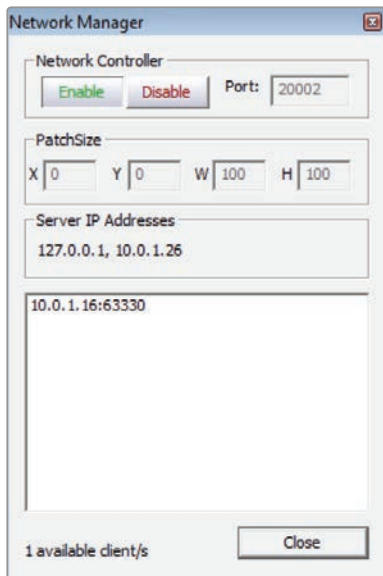 Network Manager
Network Controller
Enable Disable Port: 20002
PatchSize
X 0 Y 0 W 100 H 100
Server IP Addresses
127.0.0.1, 10.0.1.26
10.0.1.16:63330
1 available client/s Close